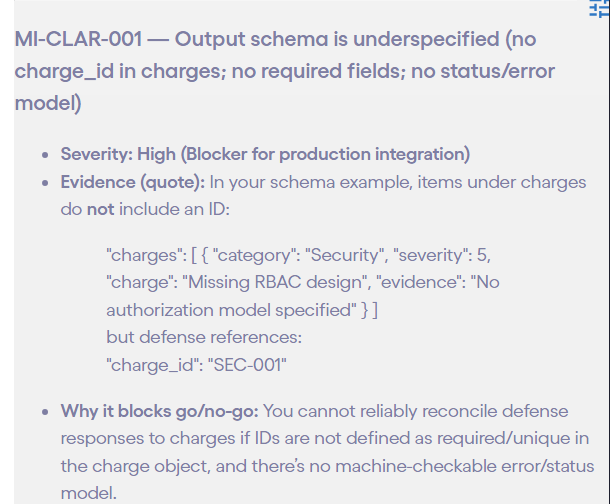 MI-CLAR-001 — Output schema is underspecified (no
charge_id in charges; no required fields; no status/error
model)
• Severity: High (Blocker for production integration)
• Evidence (quote): In your schema example, items under charges
do not include an ID:
"charges": [ { "category": "Security", "severity": 5,
"charge": "Missing RBAC design", "evidence": "No
authorization model specified" } ]
but defense references:
"charge_id": "SEC-001"
• Why it blocks go/no-go: You cannot reliably reconcile defense
responses to charges if IDs are not defined as required/unique in
the charge object, and there’s no machine-checkable error/status
model.